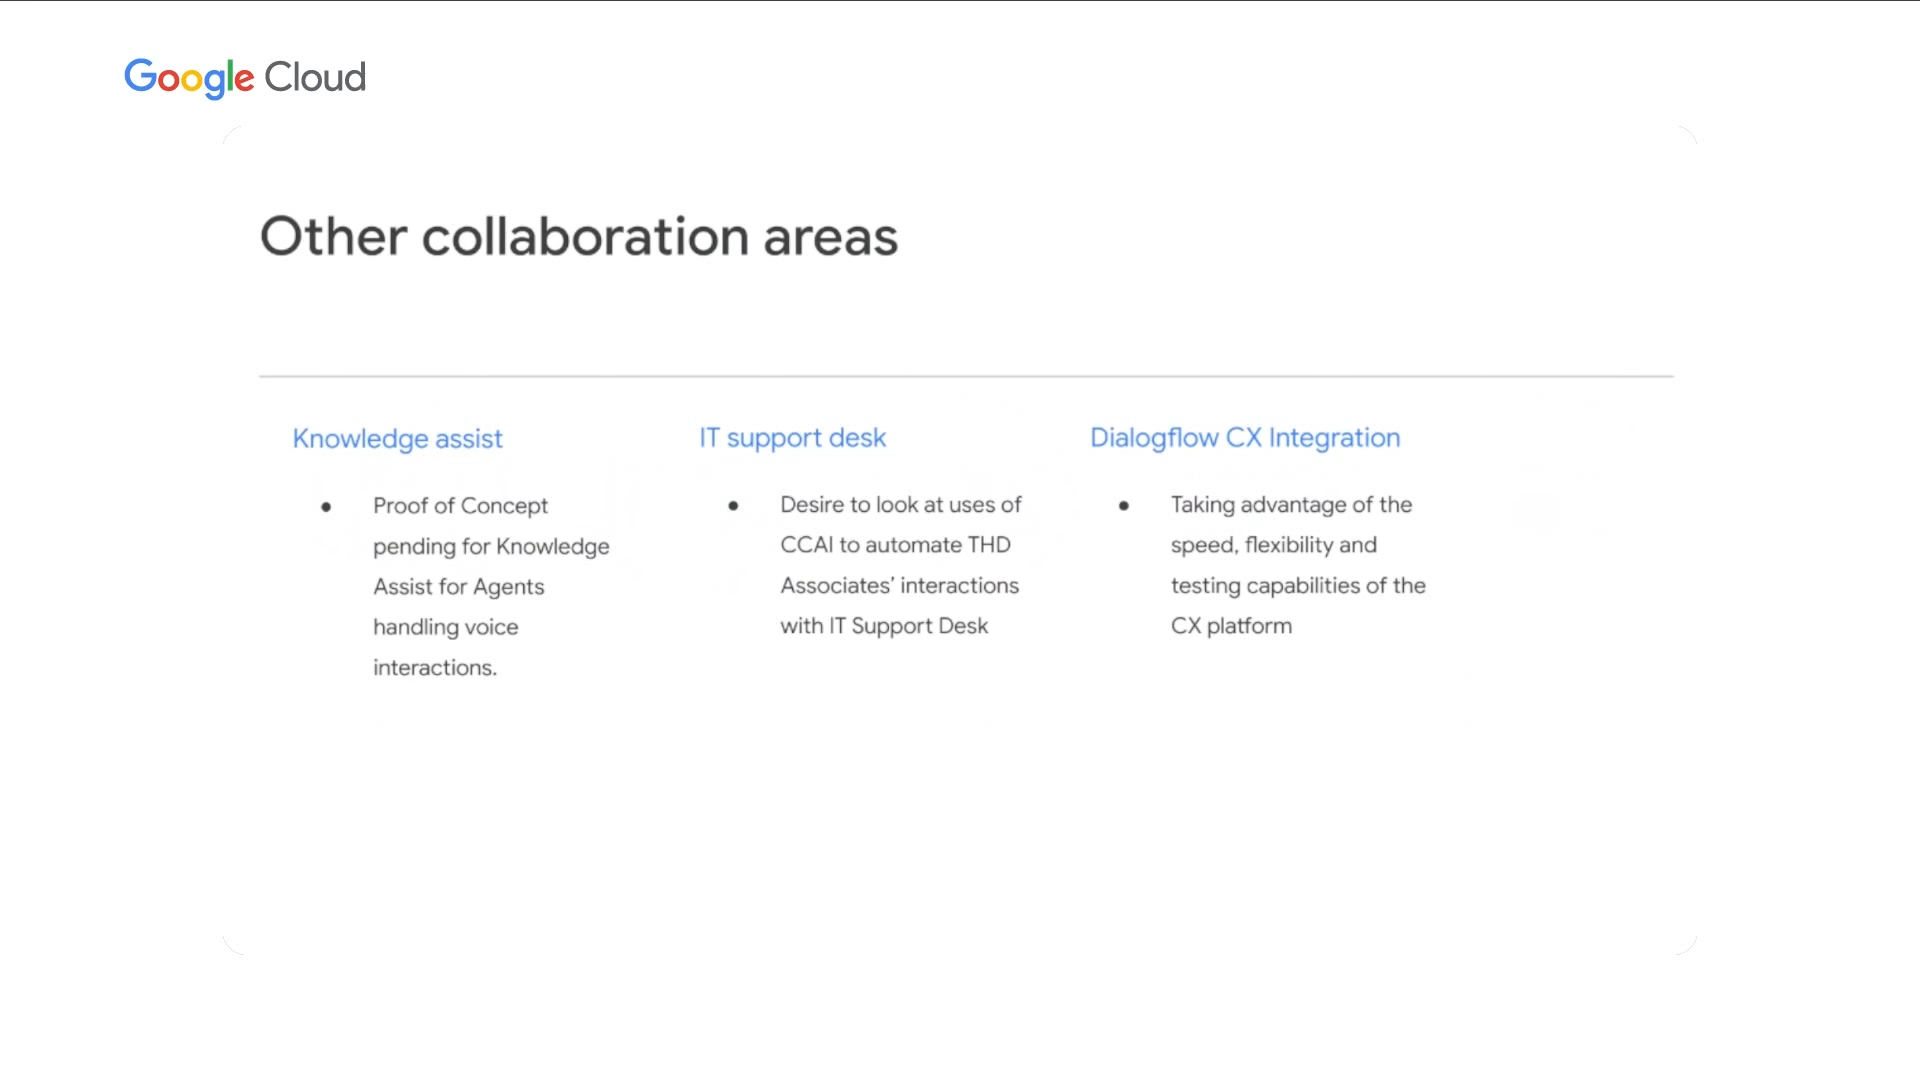 Google Cloud
Other collaboration areas
Knowledge assist
• Proof of Concept
pending for Knowledge
Assist for Agents
handling voice
interactions.
IT support desk
• Desire to look at uses of
CCAI to automate THD
Associates’ interactions
with IT Support Desk
Dialogflow CX Integration
• Taking advantage of the
speed, flexibility and
testing capabilities of the
CX platform